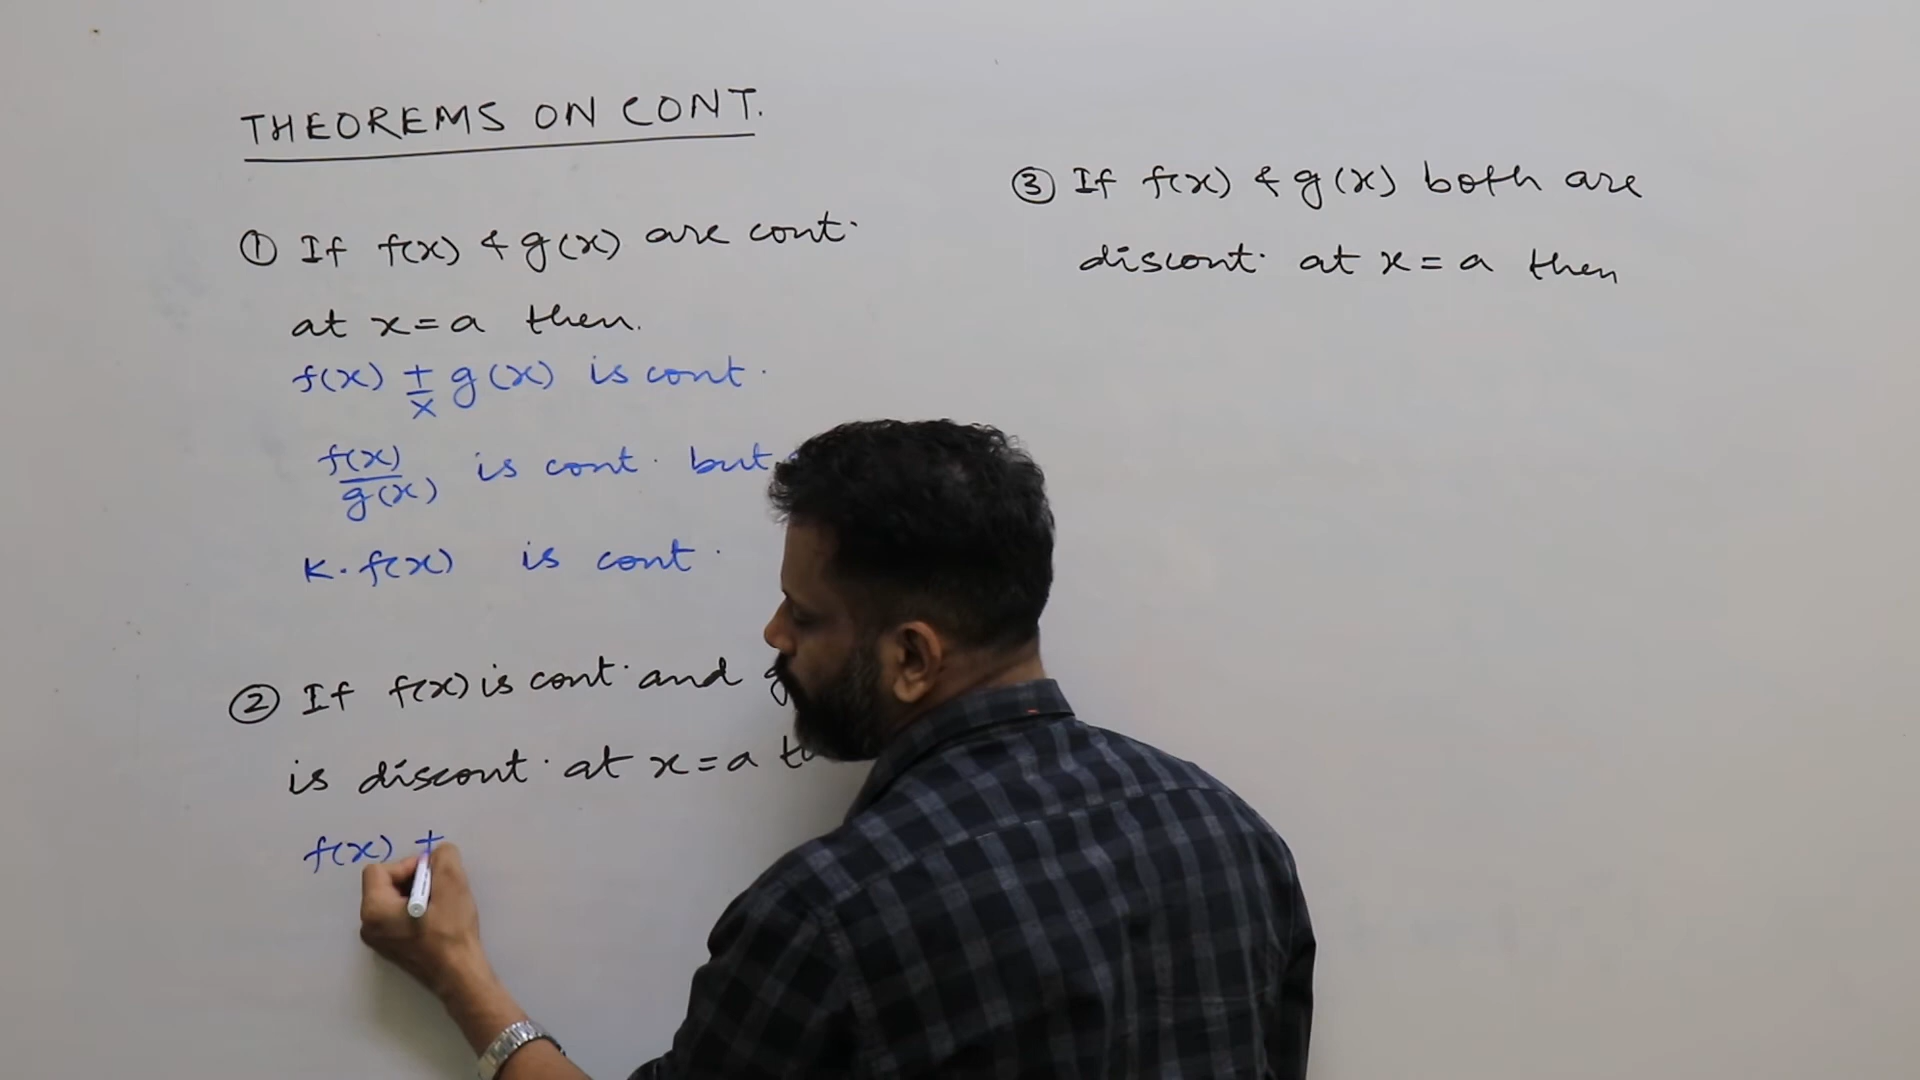 THEOREMS ON CONT.
① If f(x) & g(x) are cont.
at x = a then.
f(x) ± × g(x) is cont.
f(x)/g(x) is cont. but
K. f(x) is cont.
② If f(x) is cont. and
is discont. at x = a
f(x) +
③ If f(x) & g(x) both are
discont. at x = a then